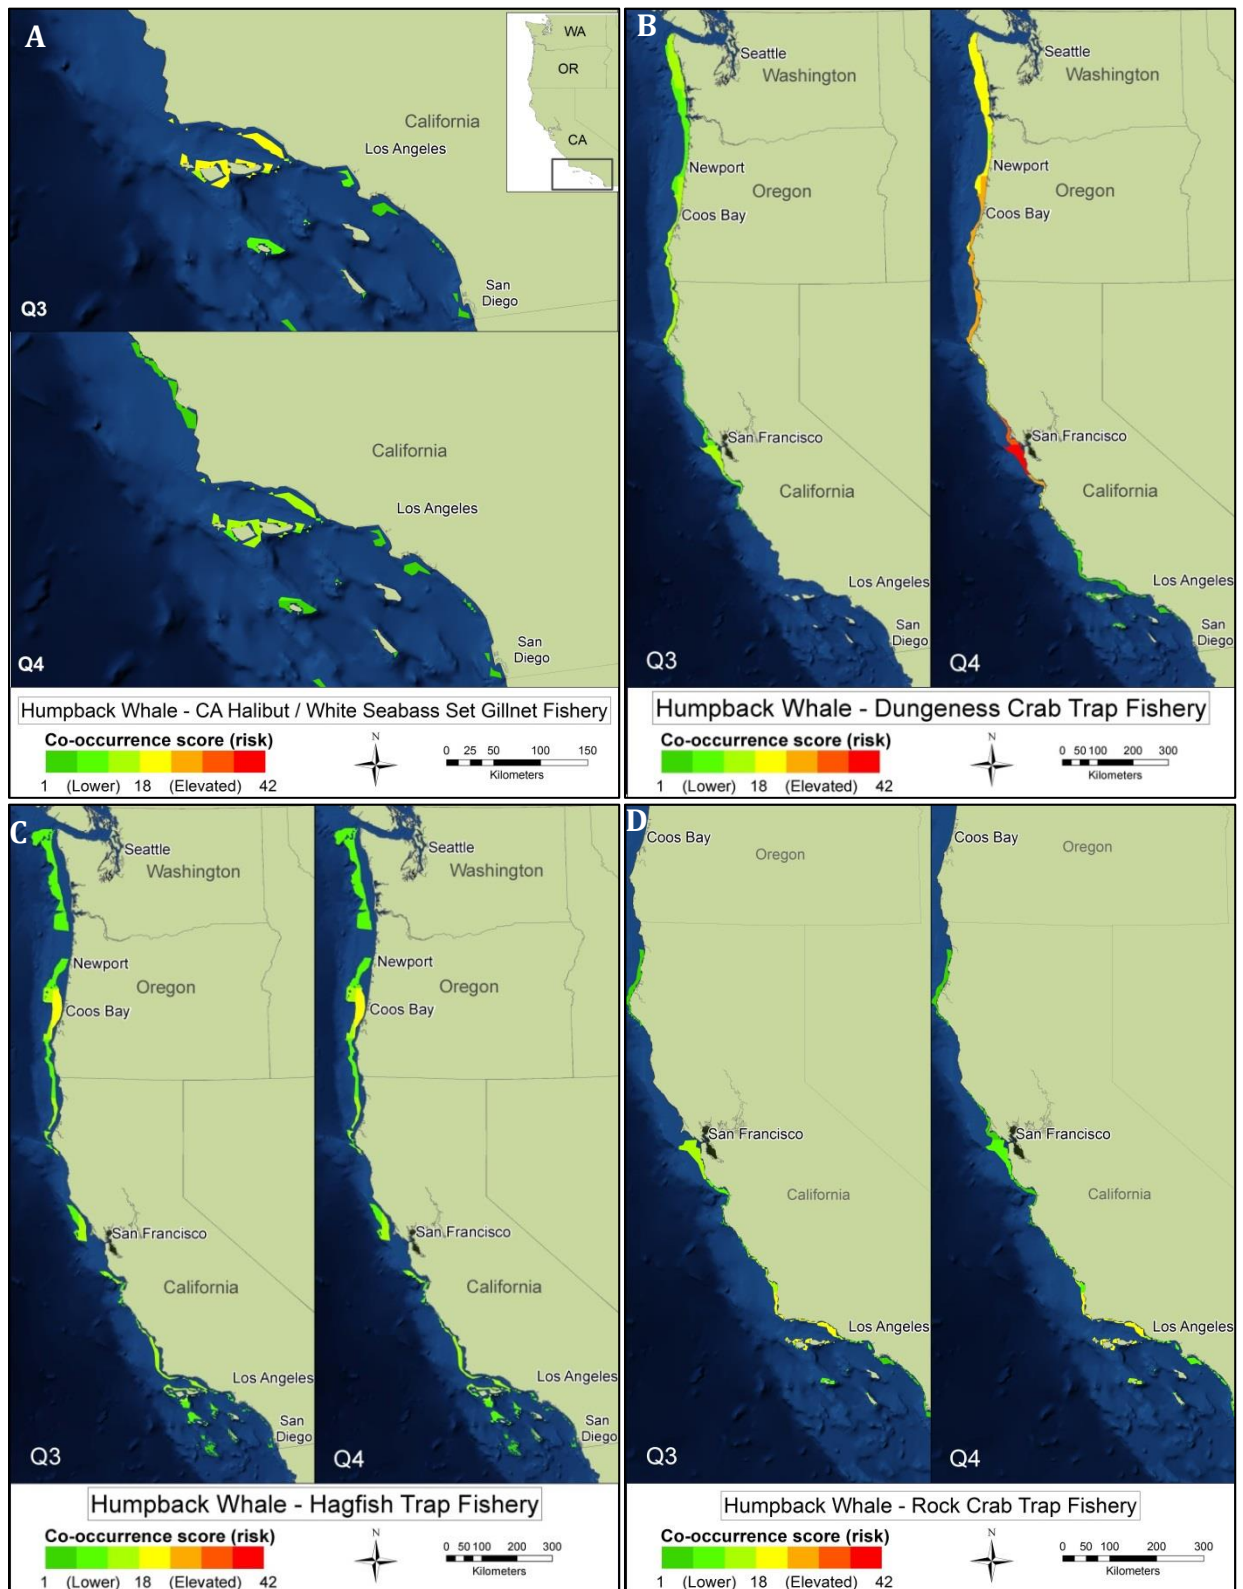 A
WA
OR
CA
California
Los Angeles
San
Diego
Q3
California
Los Angeles
San
Diego
Q4
Humpback Whale - CA Halibut / White Seabass Set Gillnet Fishery
Co-occurrence score (risk)
1 (Lower) 18 (Elevated) 42
N
0 25 50 100 150
Kilometers
B
Seattle
Washington
Newport
Oregon
Coos Bay
San Francisco
California
Los Angeles
San
Diego
Q3
Seattle
Washington
Newport
Oregon
Coos Bay
San Francisco
California
Los Angeles
San
Diego
Q4
Humpback Whale - Dungeness Crab Trap Fishery
Co-occurrence score (risk)
1 (Lower) 18 (Elevated) 42
N
0 50 100 200 300
Kilometers
C
Seattle
Washington
Newport
Oregon
Coos Bay
San Francisco
California
Los Angeles
San
Diego
Q3
Seattle
Washington
Newport
Oregon
Coos Bay
San Francisco
California
Los Angeles
San
Diego
Q4
Humpback Whale - Hagfish Trap Fishery
Co-occurrence score (risk)
1 (Lower) 18 (Elevated) 42
N
0 50 100 200 300
Kilometers
D
Coos Bay
Oregon
San Francisco
California
Los Angeles
Q3
Coos Bay
Oregon
San Francisco
California
Los Angeles
Q4
Humpback Whale - Rock Crab Trap Fishery
Co-occurrence score (risk)
1 (Lower) 18 (Elevated) 42
N
0 50 100 200 300
Kilometers